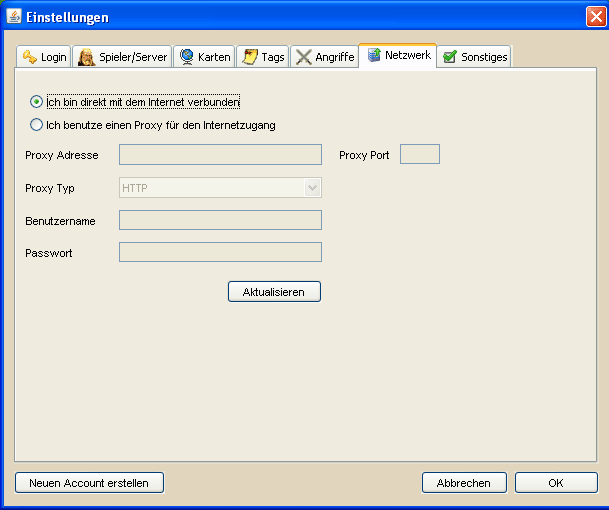 Einstellungen
Login Spieler/Server Karten Tags Angriffe Netzwerk Sonstiges
Ich bin direkt mit dem Internet verbunden
Ich benutze einen Proxy für den Internetzugang
Proxy Adresse Proxy Port
Proxy Typ HTTP
Benutzername
Passwort
Aktualisieren
Neuen Account erstellen Abbrechen OK